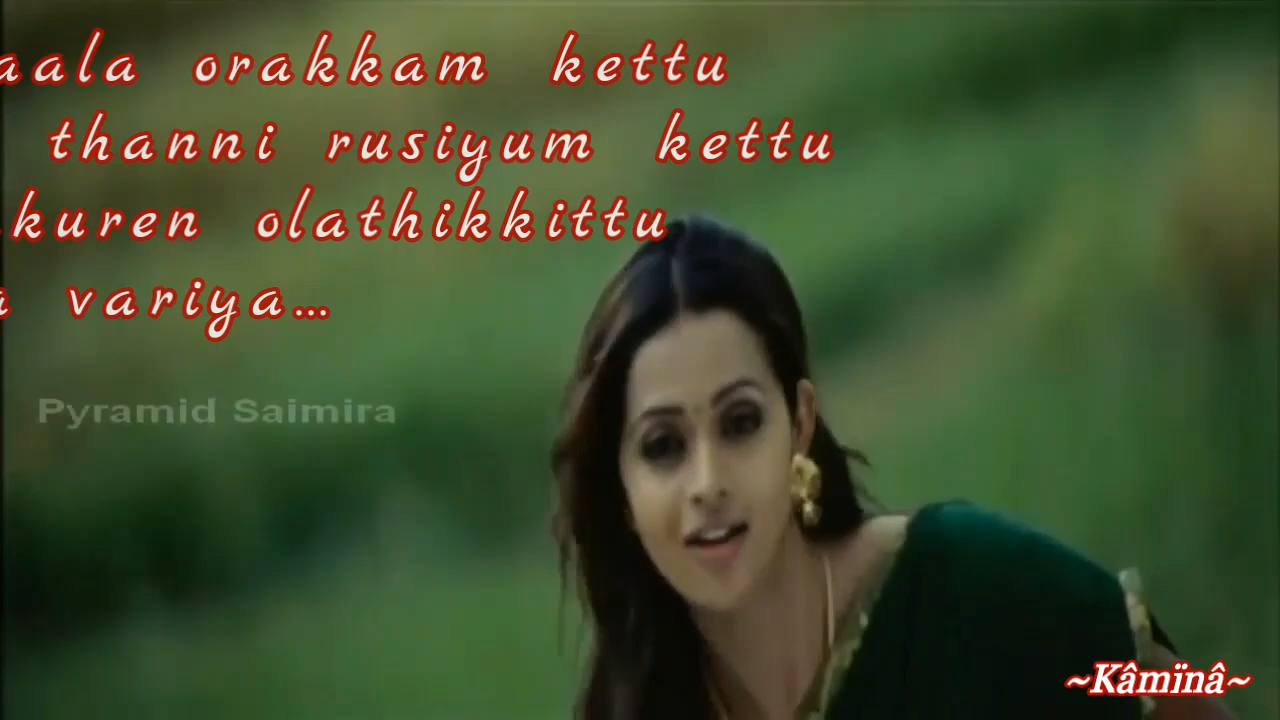 aala orakkam kettu
thanni rusiyum kettu
kuren olathikkittu
variya...
Pyramid Saimira
~Kâmïnâ~